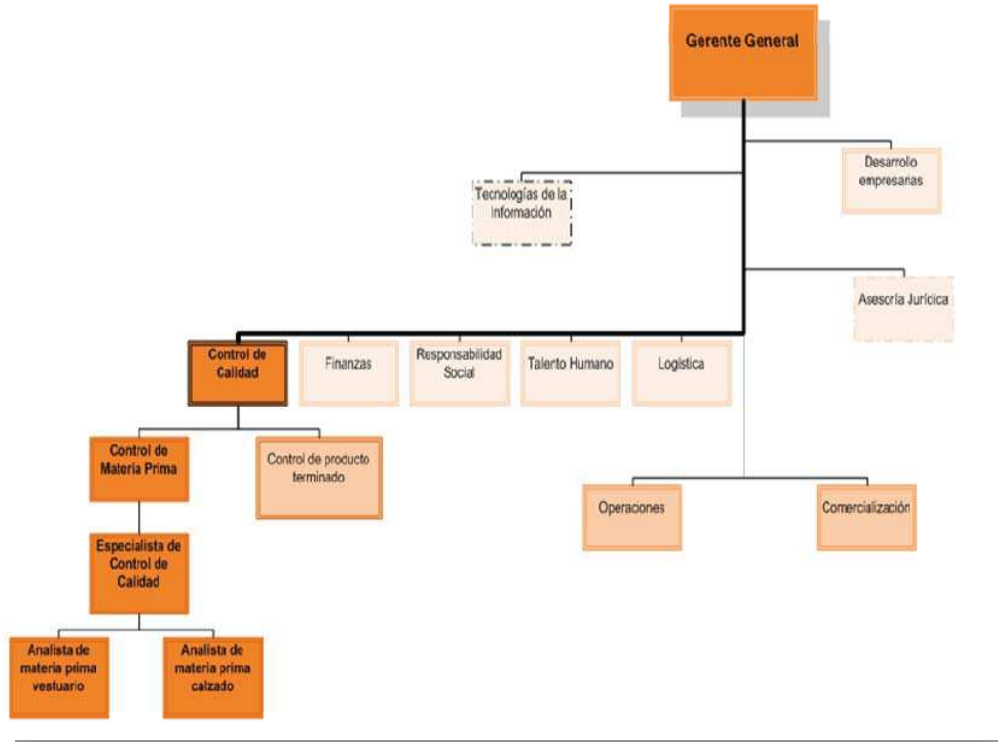 Gerente General
Desarrollo
empresarias
Tecnologías de la
información
Asesoría Jurídica
Control de
Calidad
Finanzas
Responsabilidad
Social
Talento Humano
Logística
Control de
Materia Prima
Control de producto
terminado
Operaciones
Comercialización
Especialista de
Control de
Calidad
Analista de
materia prima
vestuario
Analista de
materia prima
calzado